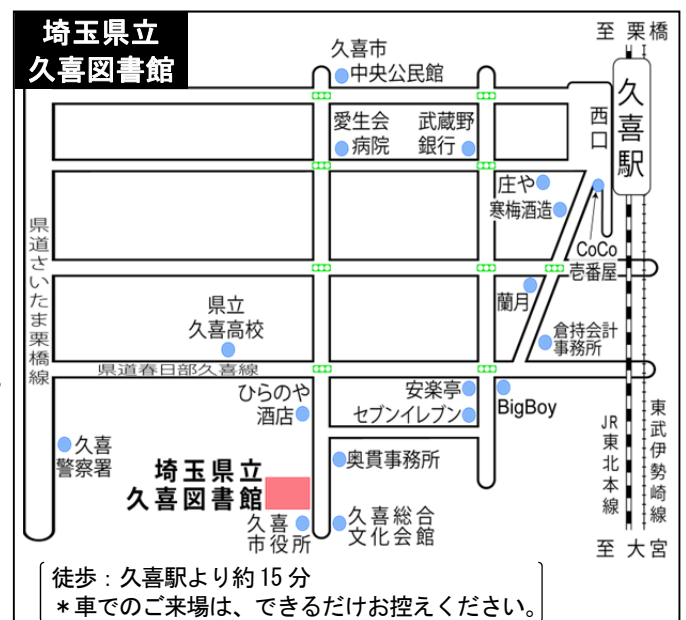 埼玉県立
久喜図書館
至 栗橋
久喜市
中央公民館
久喜駅
西口
愛生会
病院
武蔵野
銀行
庄や
寒梅酒造
CoCo
壱番屋
県道さいたま栗橋線
蘭月
県立
久喜高校
倉持会計
事務所
県道春日部久喜線
ひらのや
酒店
安楽亭
セブンイレブン
BigBoy
JR東北本線
東武伊勢崎線
久喜
警察署
埼玉県立
久喜図書館
奥貫事務所
久喜
市役所
久喜総合
文化会館
至 大宮
徒歩：久喜駅より約15分
＊車でのご来場は、できるだけお控えください。